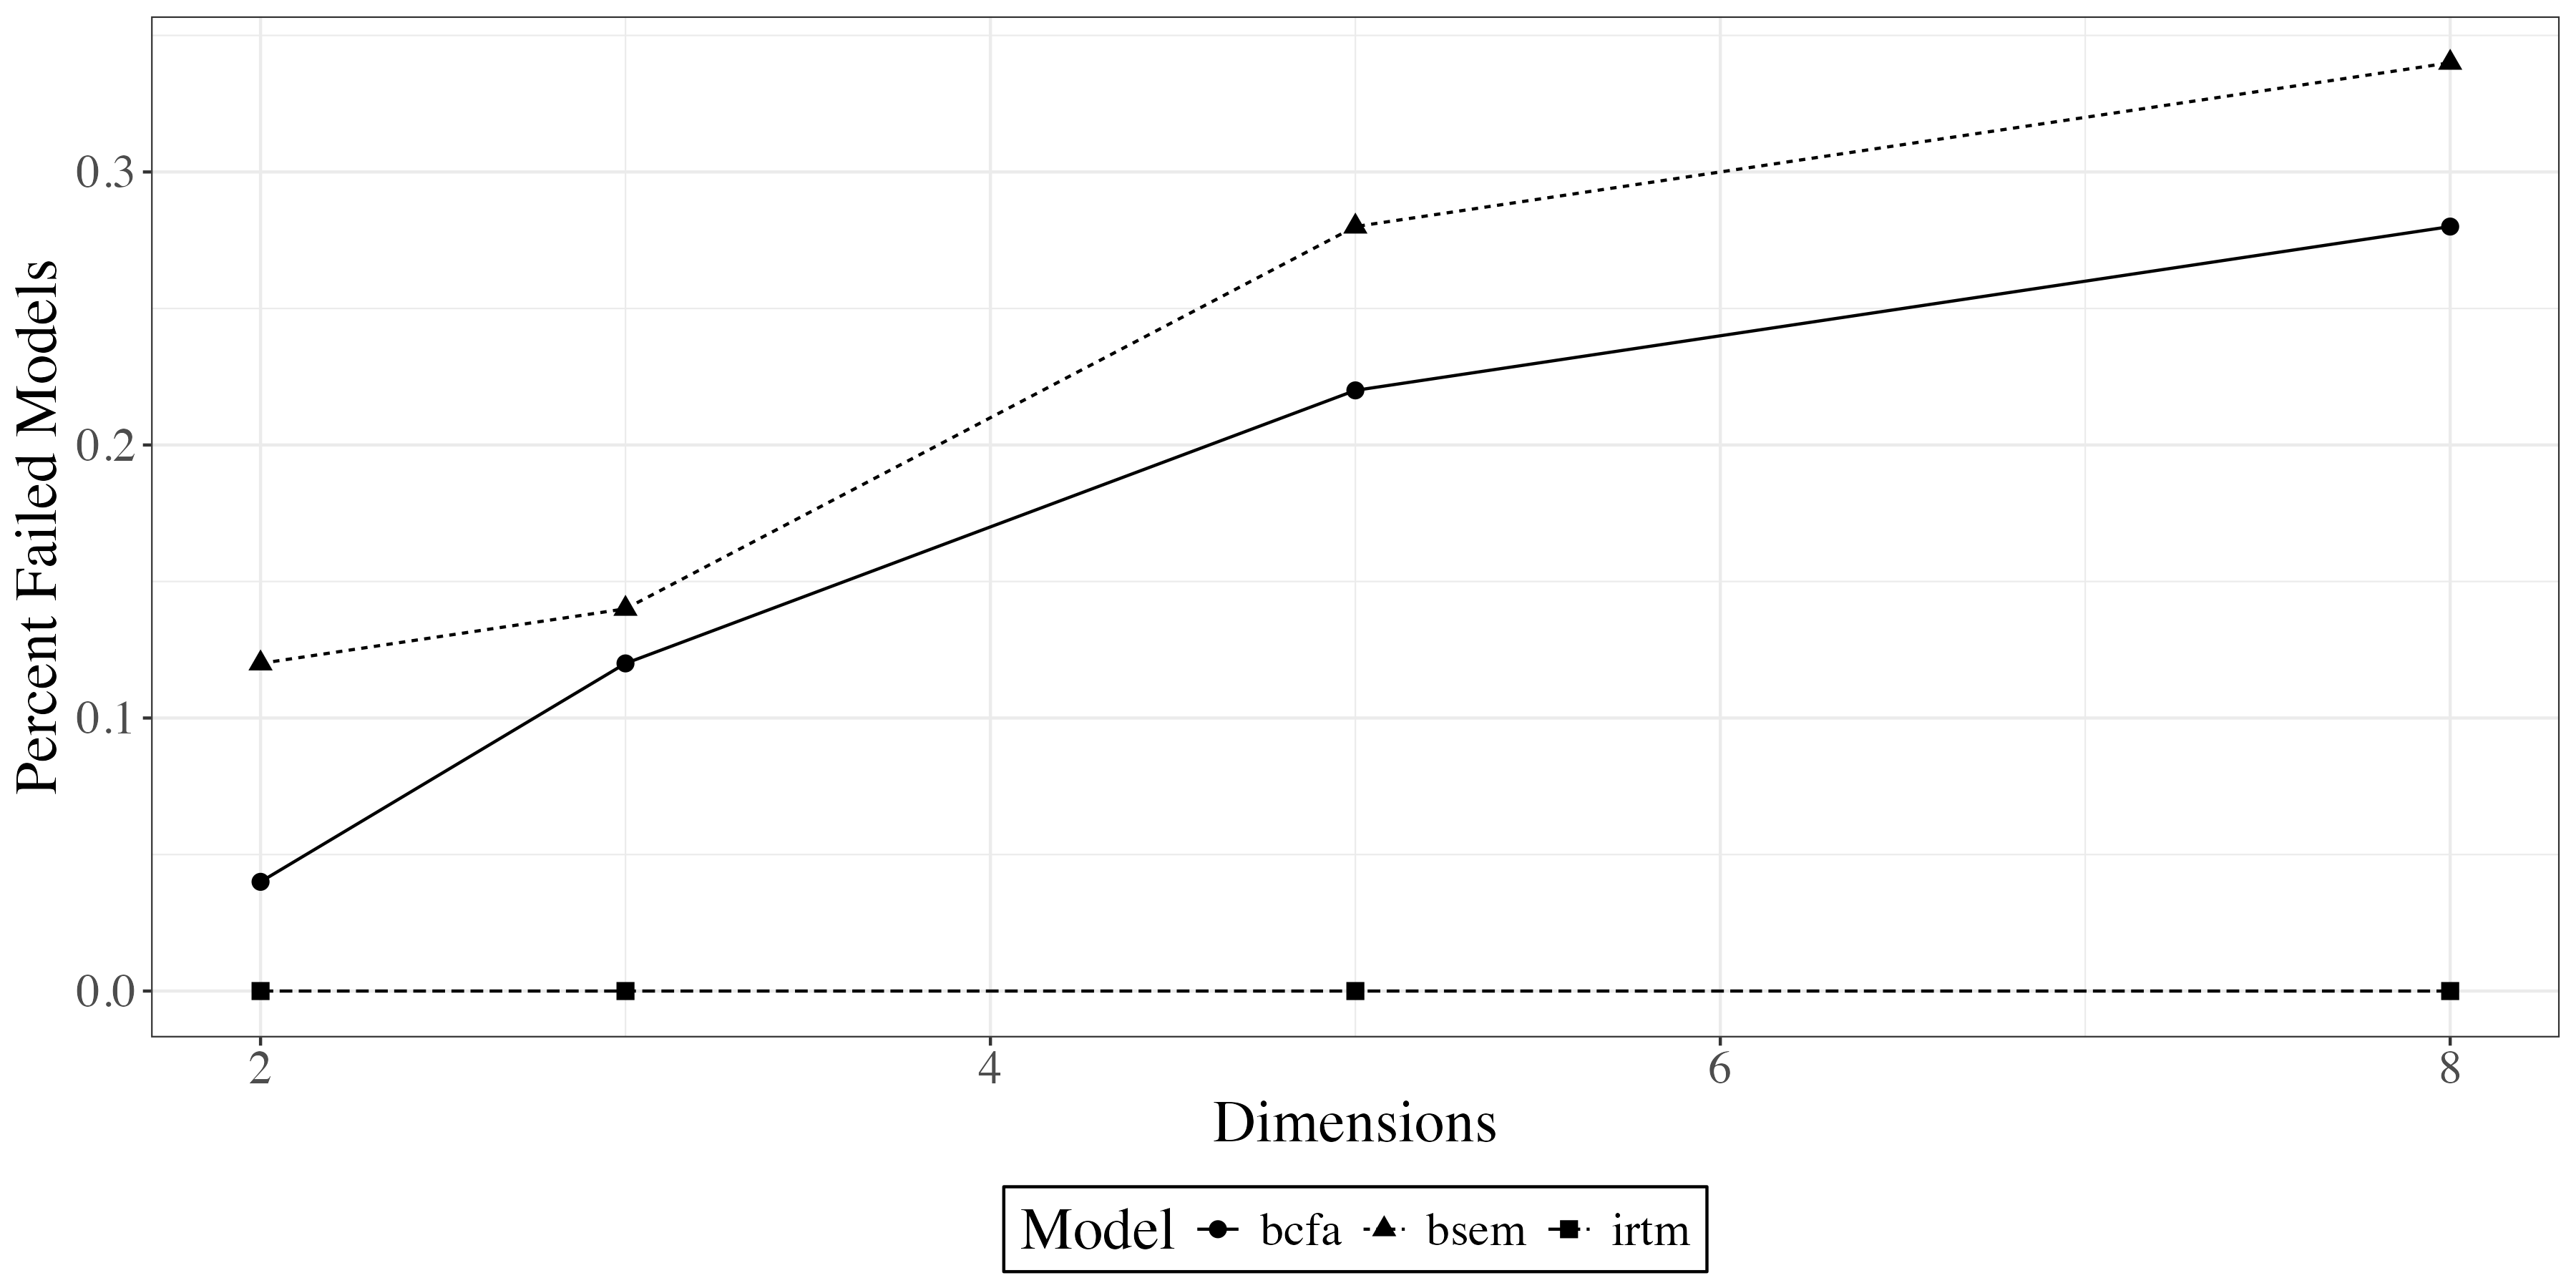 Percent Failed Models
0.3
0.2
0.1
0.0
2 4 6 8
Dimensions
Model bcfa bsem irtm